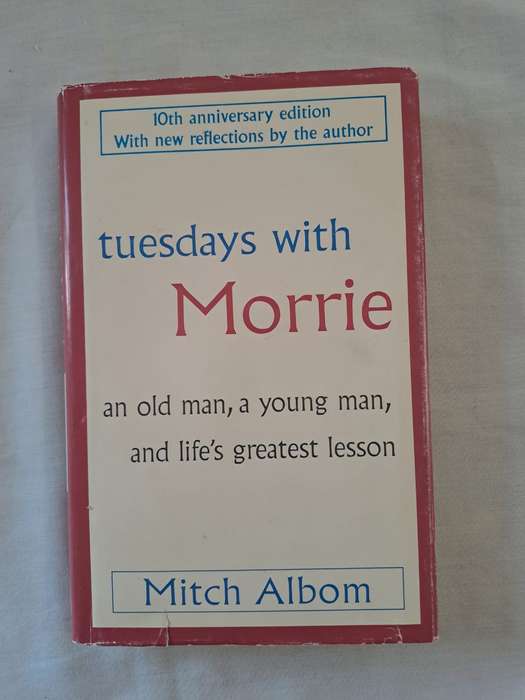 10th anniversary edition
With new reflections by the author
tuesdays with
Morrie
an old man, a young man,
and life's greatest lesson
Mitch Albom